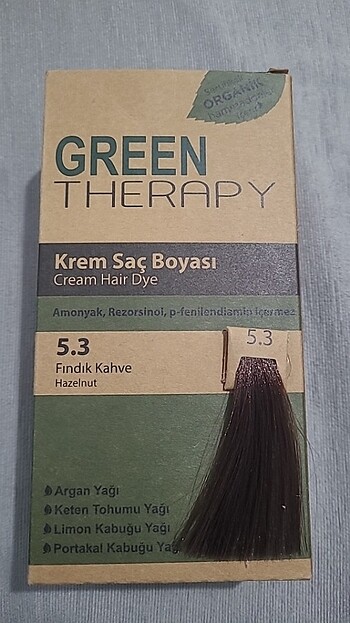 ORGANİK
GREEN
THERAPY
Krem Saç Boyası
Cream Hair Dye
Amonyak, Rezorsinol, p-fenilendiamin içermez
5.3
Fındık Kahve
Hazelnut
5.3
Argan Yağı
Keten Tohumu Yağı
Limon Kabuğu Yağı
Portakal Kabuğu Yağ